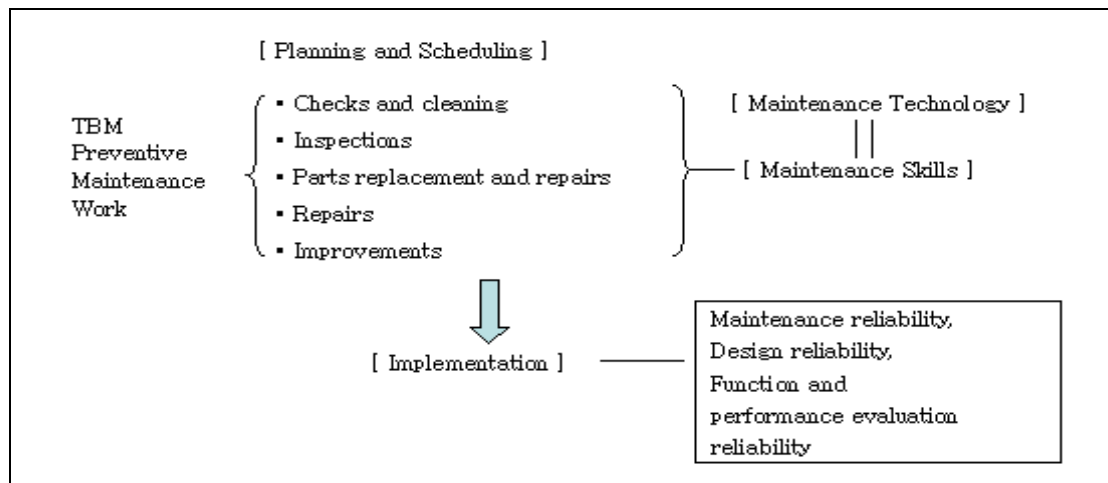 [ Planning and Scheduling ]
TBM
Preventive
Maintenance
Work
▪ Checks and cleaning
▪ Inspections
▪ Parts replacement and repairs
▪ Repairs
▪ Improvements
[ Maintenance Technology ]
[ Maintenance Skills ]
[ Implementation ]
Maintenance reliability,
Design reliability,
Function and
performance evaluation
reliability